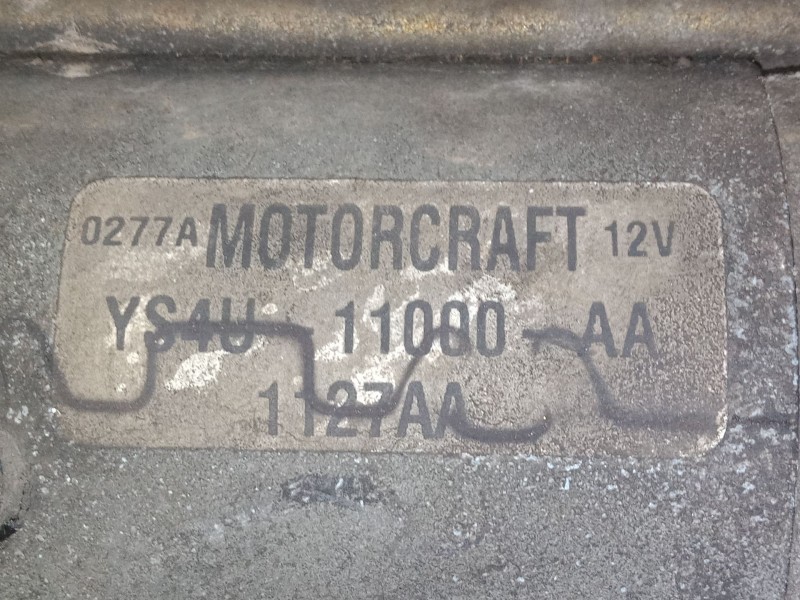 0277A MOTORCRAFT 12V
YS4U - 11000 - AA
1127AA